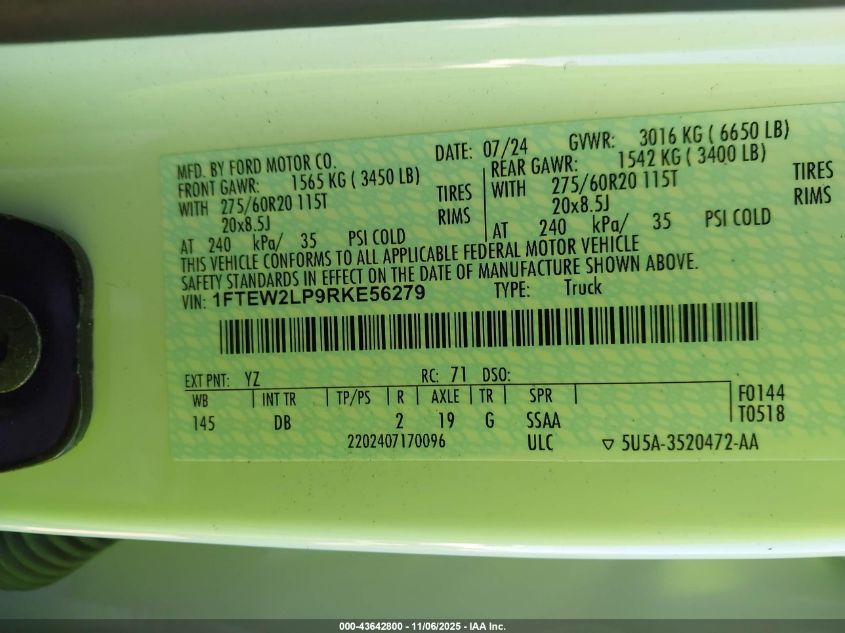 MFD. BY FORD MOTOR CO. DATE: 07/24 GVWR: 3016 KG ( 6650 LB)
FRONT GAWR: 1565 KG ( 3450 LB) REAR GAWR: 1542 KG ( 3400 LB)
WITH 275/60R20 115T TIRES WITH 275/60R20 115T TIRES
20x8.5J RIMS 20x8.5J RIMS
AT 240 kPa/ 35 PSI COLD AT 240 kPa/ 35 PSI COLD
THIS VEHICLE CONFORMS TO ALL APPLICABLE FEDERAL MOTOR VEHICLE
SAFETY STANDARDS IN EFFECT ON THE DATE OF MANUFACTURE SHOWN ABOVE.
VIN: 1FTEW2LP9RKE56279 TYPE: Truck
EXT PNT: YZ RC: 71 DSO:
WB INT TR TP/PS R AXLE TR SPR F0144
145 DB 2 19 G SSAA T0518
2202407170096 ULC ▽ 5U5A-3520472-AA
000-43642800 - 11/06/2025 - IAA Inc.